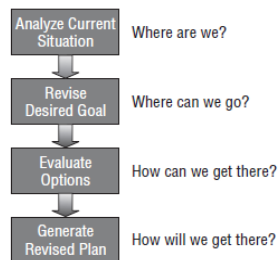 Analyze Current
Situation
Where are we?
Revise
Desired Goal
Where can we go?
Evaluate
Options
How can we get there?
Generate
Revised Plan
How will we get there?